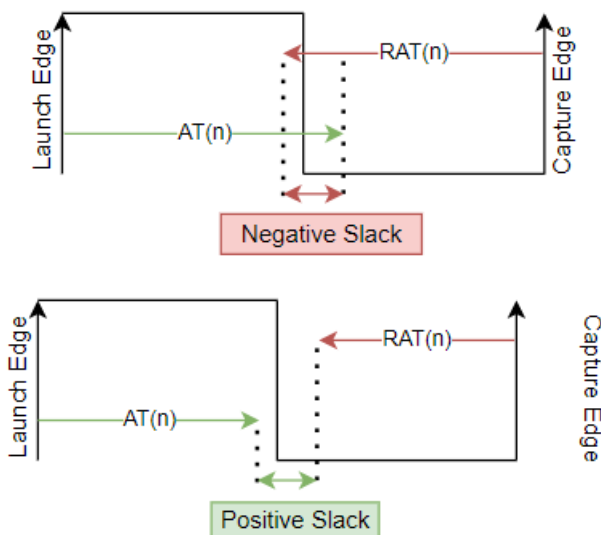 Launch Edge
RAT(n)
AT(n)
Capture Edge
Negative Slack
Launch Edge
RAT(n)
AT(n)
Capture Edge
Positive Slack